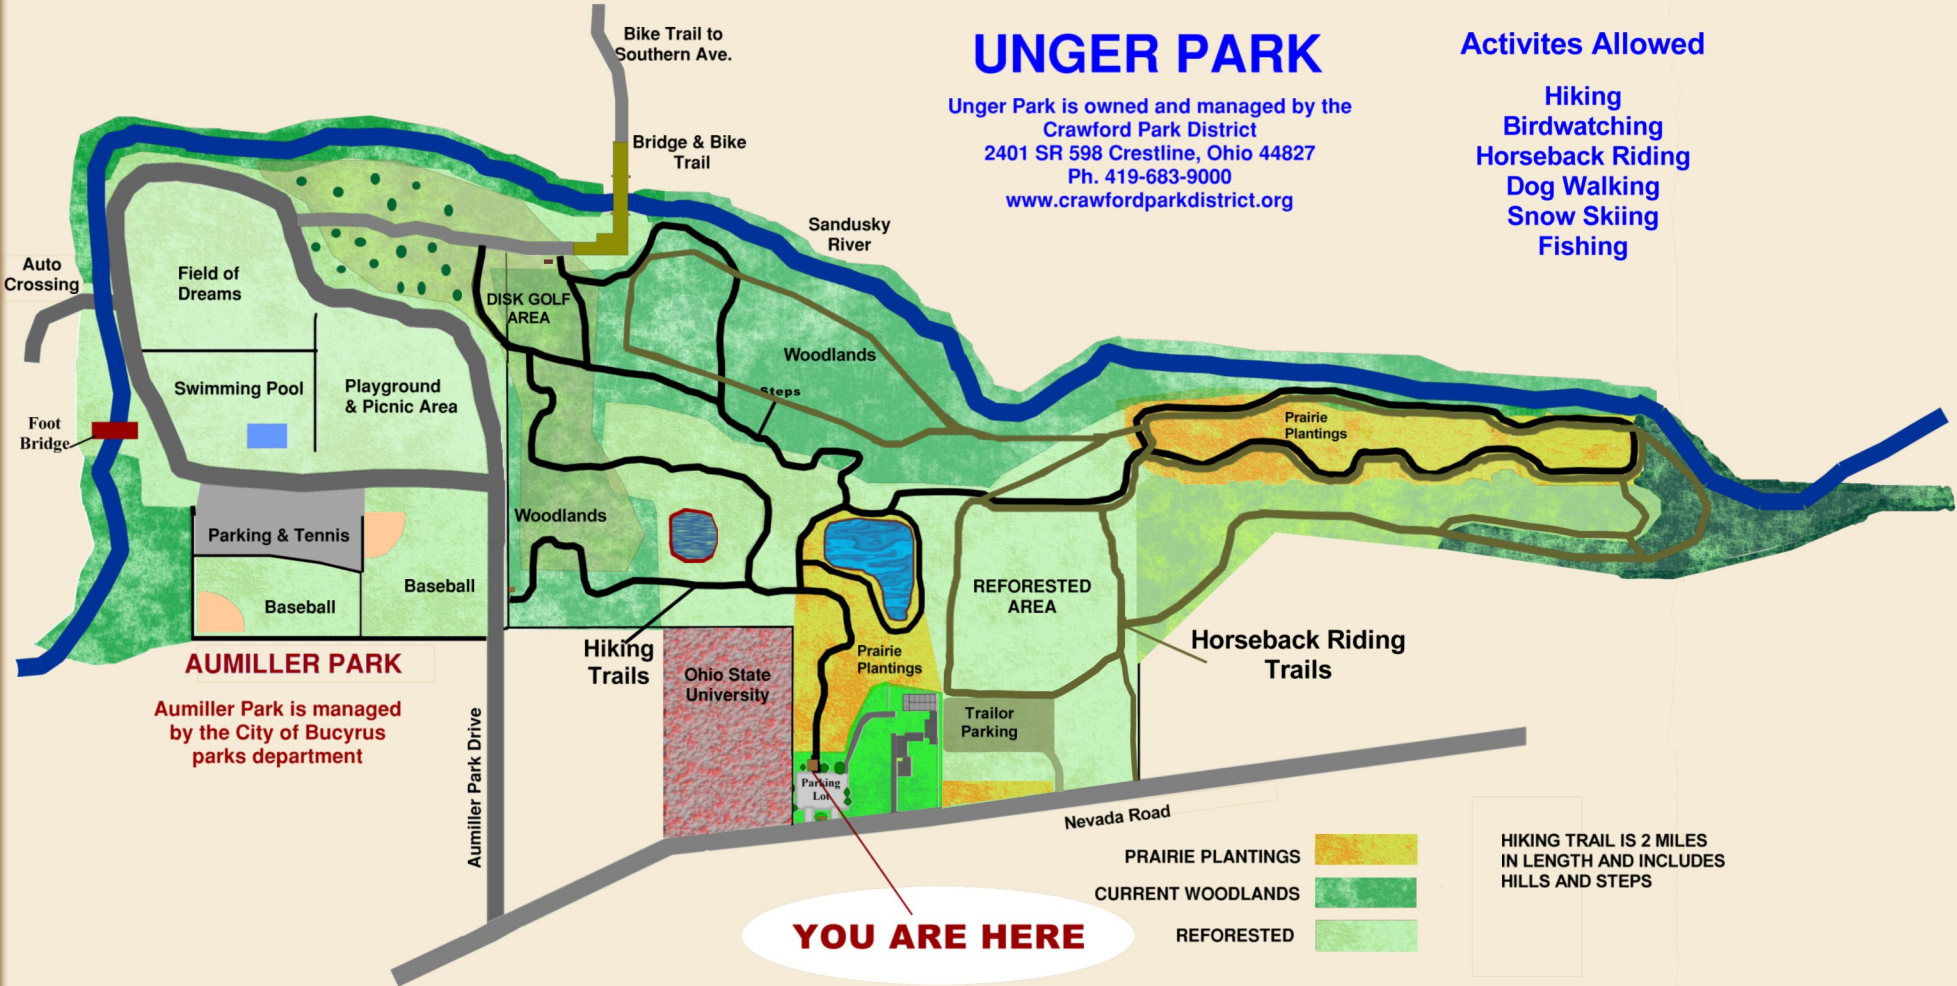 Bike Trail to
Southern Ave.
UNGER PARK
Unger Park is owned and managed by the
Crawford Park District
2401 SR 598 Crestline, Ohio 44827
Ph. 419-683-9000
www.crawfordparkdistrict.org
Activites Allowed
Hiking
Birdwatching
Horseback Riding
Dog Walking
Snow Skiing
Fishing
Bridge & Bike
Trail
Sandusky
River
Auto
Crossing
Field of
Dreams
DISK GOLF
AREA
Woodlands
Steps
Swimming Pool
Playground
& Picnic Area
Foot
Bridge
Prairie
Plantings
Parking & Tennis
Woodlands
Baseball
Baseball
REFORESTED
AREA
Hiking
Trails
Horseback Riding
Trails
Prairie
Plantings
Ohio State
University
AUMILLER PARK
Aumiller Park is managed
by the City of Bucyrus
parks department
Aumiller Park Drive
Trailor
Parking
Parking
Lot
Nevada Road
PRAIRIE PLANTINGS
CURRENT WOODLANDS
REFORESTED
HIKING TRAIL IS 2 MILES
IN LENGTH AND INCLUDES
HILLS AND STEPS
YOU ARE HERE